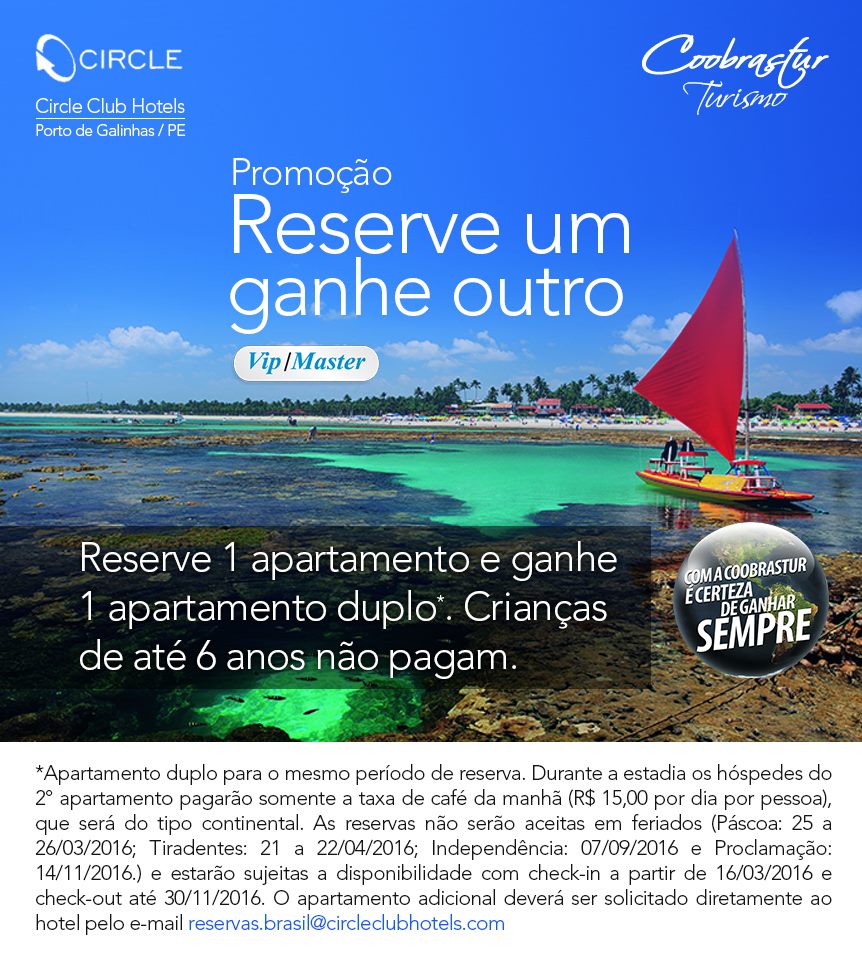 CIRCLE
Circle Club Hotels
Porto de Galinhas / PE
Coobrastur
Turismo
Promoção
Reserve um
ganhe outro
Vip/Master
Reserve 1 apartamento e ganhe
1 apartamento duplo*. Crianças
de até 6 anos não pagam.
COM A COOBRASTUR
É CERTEZA
DE GANHAR
SEMPRE
*Apartamento duplo para o mesmo período de reserva. Durante a estadia os hóspedes do
2º apartamento pagarão somente a taxa de café da manhã (R$ 15,00 por dia por pessoa),
que será do tipo continental. As reservas não serão aceitas em feriados (Páscoa: 25 a
26/03/2016; Tiradentes: 21 a 22/04/2016; Independência: 07/09/2016 e Proclamação:
14/11/2016.) e estarão sujeitas a disponibilidade com check-in a partir de 16/03/2016 e
check-out até 30/11/2016. O apartamento adicional deverá ser solicitado diretamente ao
hotel pelo e-mail reservas.brasil@circleclubhotels.com